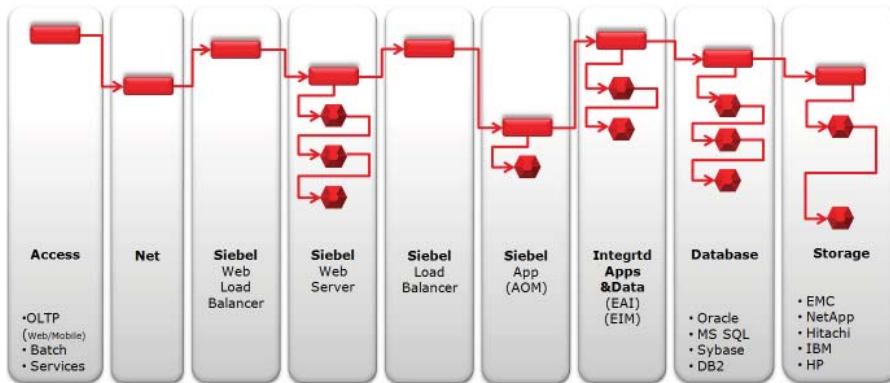 Access
•OLTP
(Web/Mobile)
• Batch
• Services
Net
Siebel
Web
Load
Balancer
Siebel
Web
Server
Siebel
Load
Balancer
Siebel
App
(AOM)
Integrtd
Apps
&Data
(EAI)
(EIM)
Database
• Oracle
• MS SQL
• Sybase
• DB2
Storage
• EMC
• NetApp
• Hitachi
• IBM
• HP